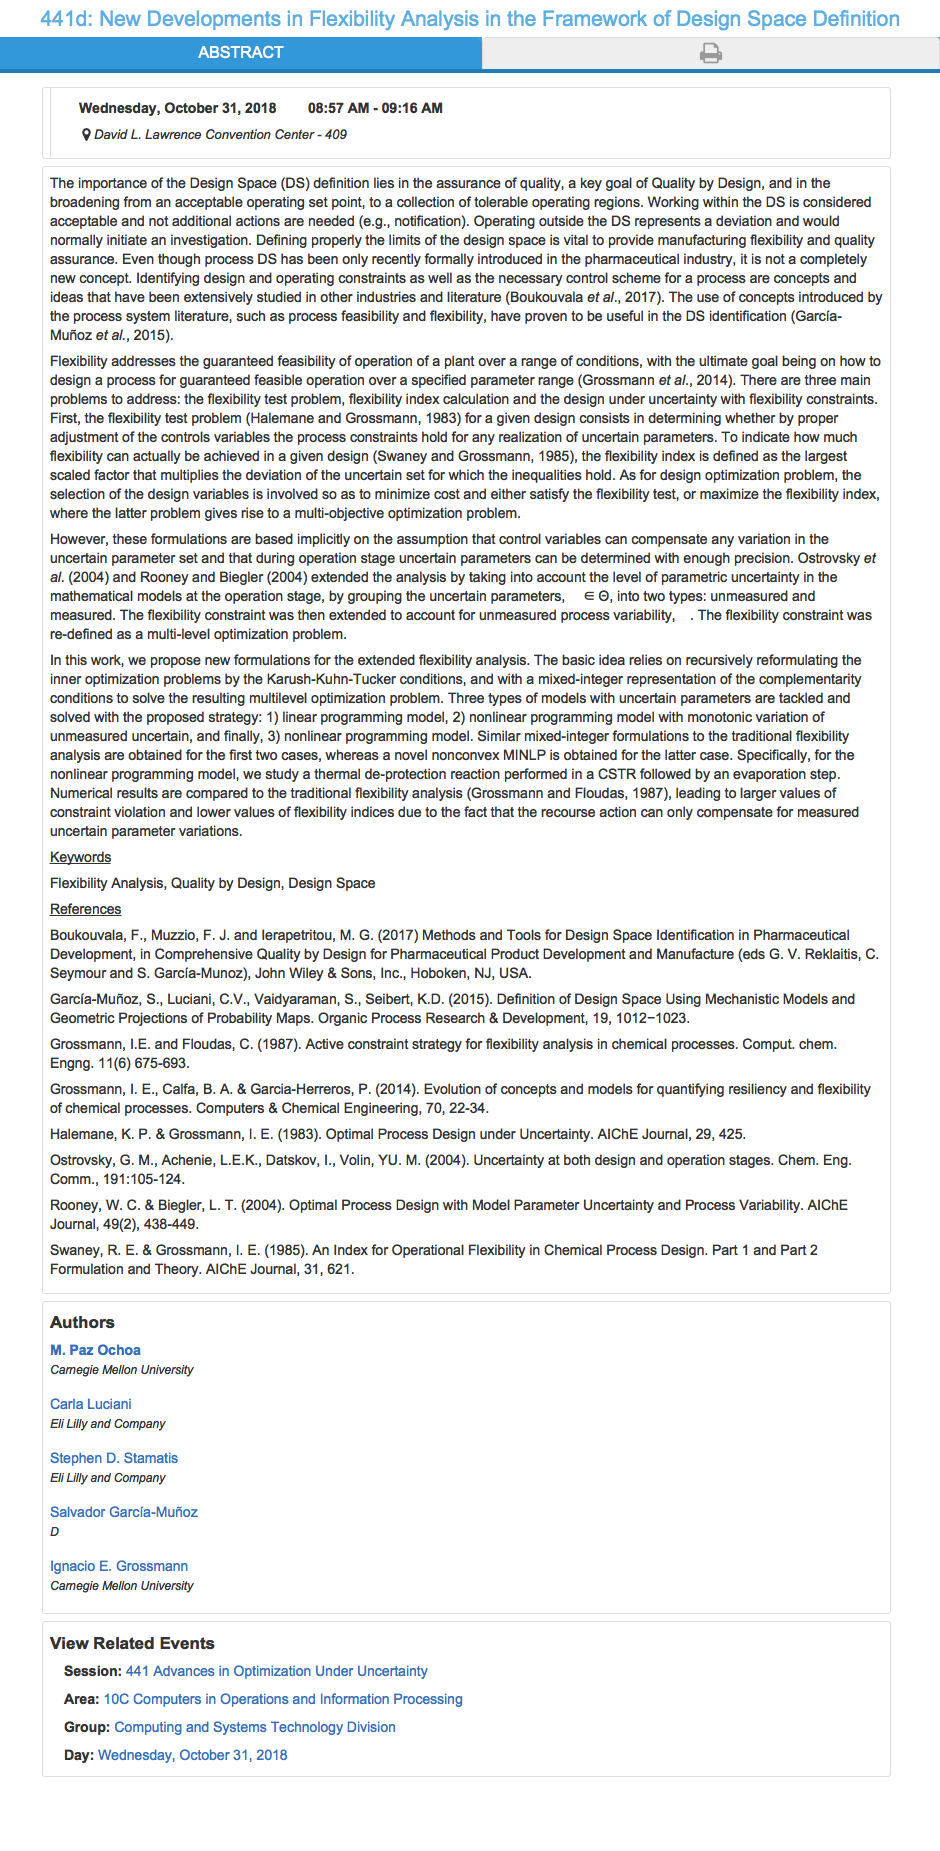 441d: New Developments in Flexibility Analysis in the Framework of Design Space Definition
ABSTRACT
Wednesday, October 31, 2018 08:57 AM - 09:16 AM
David L. Lawrence Convention Center - 409
The importance of the Design Space (DS) definition lies in the assurance of quality, a key goal of Quality by Design, and in the
broadening from an acceptable operating set point, to a collection of tolerable operating regions. Working within the DS is considered
acceptable and not additional actions are needed (e.g., notification). Operating outside the DS represents a deviation and would
normally initiate an investigation. Defining properly the limits of the design space is vital to provide manufacturing flexibility and quality
assurance. Even though process DS has been only recently formally introduced in the pharmaceutical industry, it is not a completely
new concept. Identifying design and operating constraints as well as the necessary control scheme for a process are concepts and
ideas that have been extensively studied in other industries and literature (Boukouvala et al., 2017). The use of concepts introduced by
the process system literature, such as process feasibility and flexibility, have proven to be useful in the DS identification (García-
Muñoz et al., 2015).
Flexibility addresses the guaranteed feasibility of operation of a plant over a range of conditions, with the ultimate goal being on how to
design a process for guaranteed feasible operation over a specified parameter range (Grossmann et al., 2014). There are three main
problems to address: the flexibility test problem, flexibility index calculation and the design under uncertainty with flexibility constraints.
First, the flexibility test problem (Halemane and Grossmann, 1983) for a given design consists in determining whether by proper
adjustment of the controls variables the process constraints hold for any realization of uncertain parameters. To indicate how much
flexibility can actually be achieved in a given design (Swaney and Grossmann, 1985), the flexibility index is defined as the largest
scaled factor that multiplies the deviation of the uncertain set for which the inequalities hold. As for design optimization problem, the
selection of the design variables is involved so as to minimize cost and either satisfy the flexibility test, or maximize the flexibility index,
where the latter problem gives rise to a multi-objective optimization problem.
However, these formulations are based implicitly on the assumption that control variables can compensate any variation in the
uncertain parameter set and that during operation stage uncertain parameters can be determined with enough precision. Ostrovsky et
al. (2004) and Rooney and Biegler (2004) extended the analysis by taking into account the level of parametric uncertainty in the
mathematical models at the operation stage, by grouping the uncertain parameters, ∈ Θ, into two types: unmeasured and
measured. The flexibility constraint was then extended to account for unmeasured process variability, . The flexibility constraint was
re-defined as a multi-level optimization problem.
In this work, we propose new formulations for the extended flexibility analysis. The basic idea relies on recursively reformulating the
inner optimization problems by the Karush-Kuhn-Tucker conditions, and with a mixed-integer representation of the complementarity
conditions to solve the resulting multilevel optimization problem. Three types of models with uncertain parameters are tackled and
solved with the proposed strategy: 1) linear programming model, 2) nonlinear programming model with monotonic variation of
unmeasured uncertain, and finally, 3) nonlinear programming model. Similar mixed-integer formulations to the traditional flexibility
analysis are obtained for the first two cases, whereas a novel nonconvex MINLP is obtained for the latter case. Specifically, for the
nonlinear programming model, we study a thermal de-protection reaction performed in a CSTR followed by an evaporation step.
Numerical results are compared to the traditional flexibility analysis (Grossmann and Floudas, 1987), leading to larger values of
constraint violation and lower values of flexibility indices due to the fact that the recourse action can only compensate for measured
uncertain parameter variations.
Keywords
Flexibility Analysis, Quality by Design, Design Space
References
Boukouvala, F., Muzzio, F. J. and Ierapetritou, M. G. (2017) Methods and Tools for Design Space Identification in Pharmaceutical
Development, in Comprehensive Quality by Design for Pharmaceutical Product Development and Manufacture (eds G. V. Reklaitis, C.
Seymour and S. García-Munoz), John Wiley & Sons, Inc., Hoboken, NJ, USA.
García-Muñoz, S., Luciani, C.V., Vaidyaraman, S., Seibert, K.D. (2015). Definition of Design Space Using Mechanistic Models and
Geometric Projections of Probability Maps. Organic Process Research & Development, 19, 1012−1023.
Grossmann, I.E. and Floudas, C. (1987). Active constraint strategy for flexibility analysis in chemical processes. Comput. chem.
Engng. 11(6) 675-693.
Grossmann, I. E., Calfa, B. A. & Garcia-Herreros, P. (2014). Evolution of concepts and models for quantifying resiliency and flexibility
of chemical processes. Computers & Chemical Engineering, 70, 22-34.
Halemane, K. P. & Grossmann, I. E. (1983). Optimal Process Design under Uncertainty. AIChE Journal, 29, 425.
Ostrovsky, G. M., Achenie, L.E.K., Datskov, I., Volin, YU. M. (2004). Uncertainty at both design and operation stages. Chem. Eng.
Comm., 191:105-124.
Rooney, W. C. & Biegler, L. T. (2004). Optimal Process Design with Model Parameter Uncertainty and Process Variability. AIChE
Journal, 49(2), 438-449.
Swaney, R. E. & Grossmann, I. E. (1985). An Index for Operational Flexibility in Chemical Process Design. Part 1 and Part 2
Formulation and Theory. AIChE Journal, 31, 621.
Authors
M. Paz Ochoa
Carnegie Mellon University
Carla Luciani
Eli Lilly and Company
Stephen D. Stamatis
Eli Lilly and Company
Salvador García-Muñoz
D
Ignacio E. Grossmann
Carnegie Mellon University
View Related Events
Session: 441 Advances in Optimization Under Uncertainty
Area: 10C Computers in Operations and Information Processing
Group: Computing and Systems Technology Division
Day: Wednesday, October 31, 2018